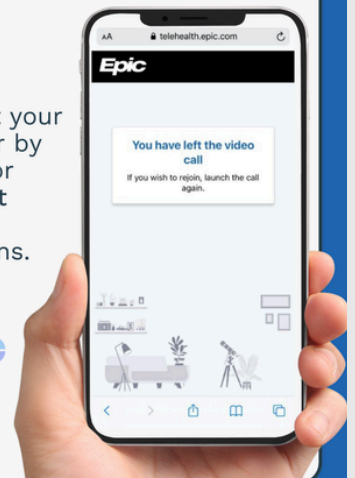 t your
r by
or
t
ns.
AA telehealth.epic.com
Epic
You have left the video
call
If you wish to rejoin, launch the call
again.